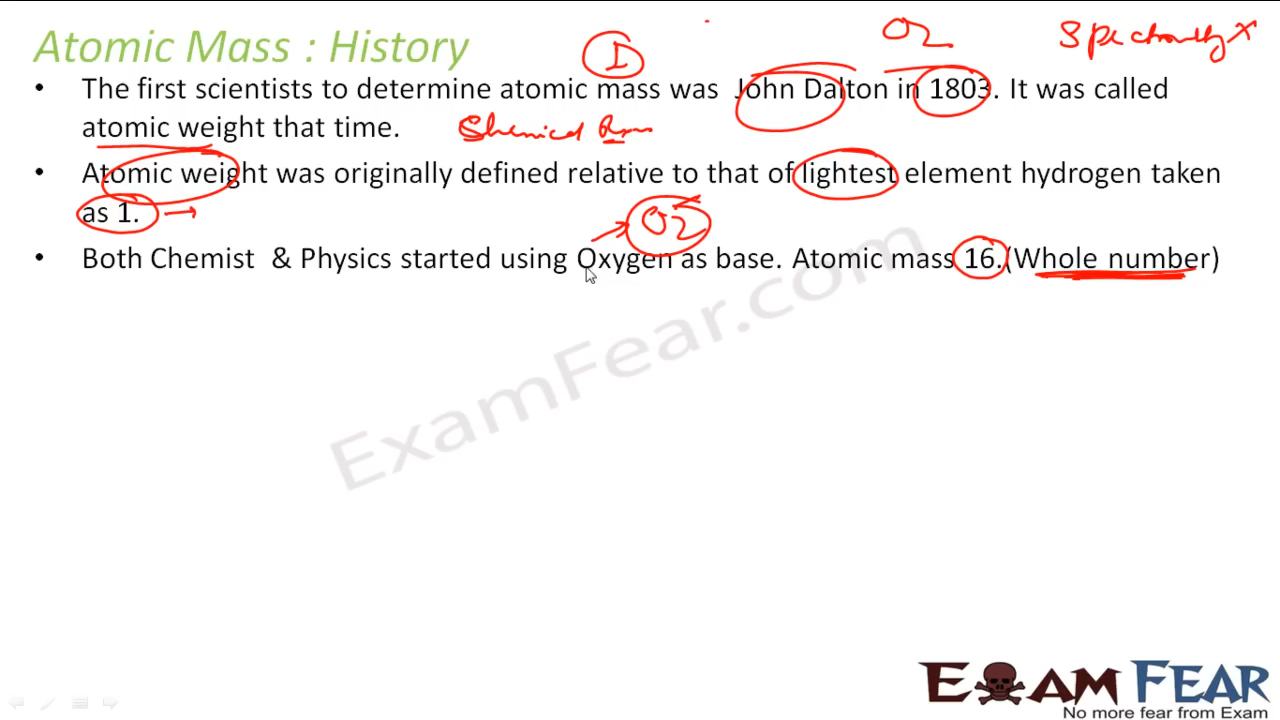 Atomic Mass : History
I
O2
• The first scientists to determine atomic mass was John Dalton in 1803. It was called
atomic weight that time.
Chemical
• Atomic weight was originally defined relative to that of lightest element hydrogen taken
as 1. →
O2
• Both Chemist & Physics started using Oxygen as base. Atomic mass 16.(Whole number)
ExamFear.com
EXAM FEAR
No more fear from Exam